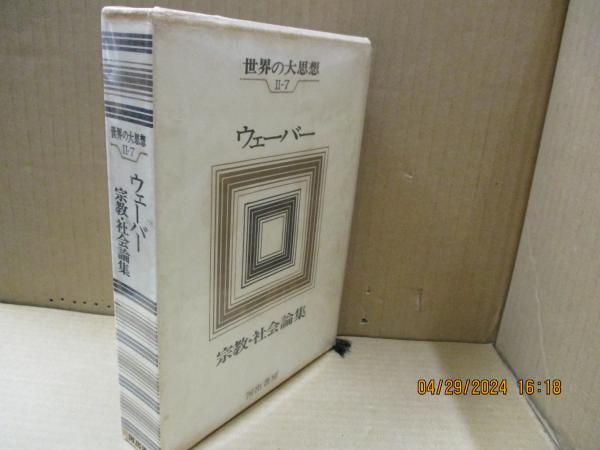 世界の大思想
II-7
ウェーバー
宗教・社会論集
河出書房
世界の大思想
II-7
ウェーバー
宗教・社会論集
04/29/2024 16:18